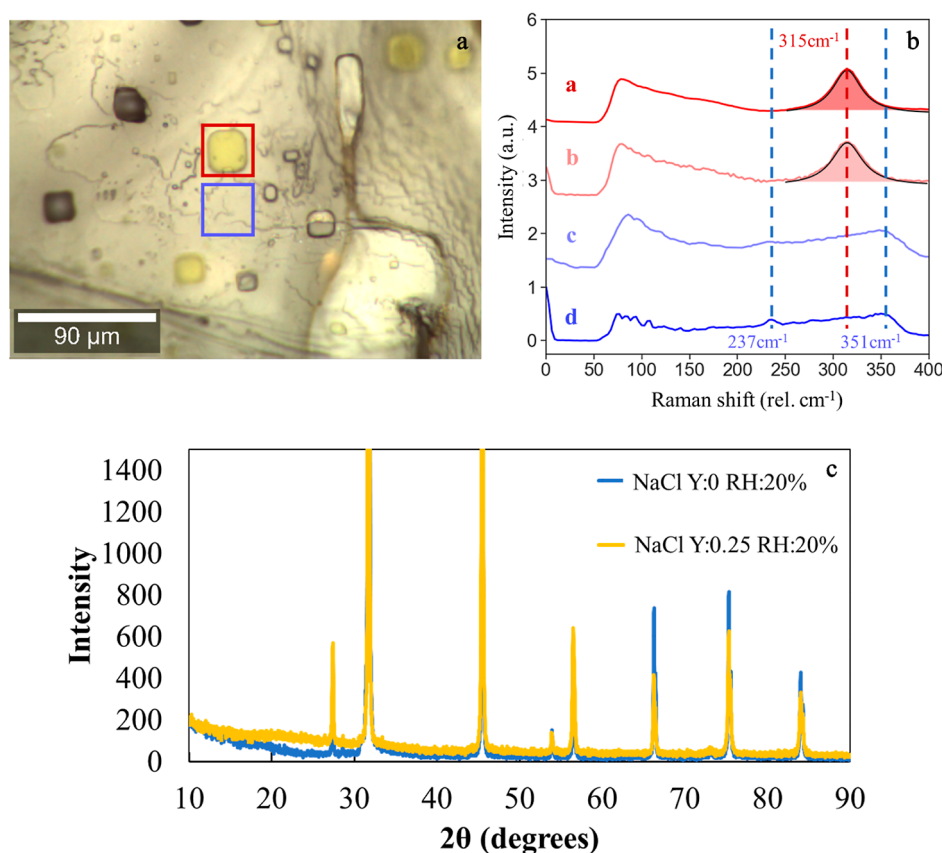 a
90 μm
b
315cm⁻¹
Intensity (a.u.)
6
5
4
3
2
1
0
a
b
c
d
237cm⁻¹
351cm⁻¹
0 50 100 150 200 250 300 350 400
Raman shift (rel. cm⁻¹)
c
Intensity
1400
1200
1000
800
600
400
200
0
NaCl Y:0 RH:20%
NaCl Y:0.25 RH:20%
10 20 30 40 50 60 70 80 90
2θ (degrees)